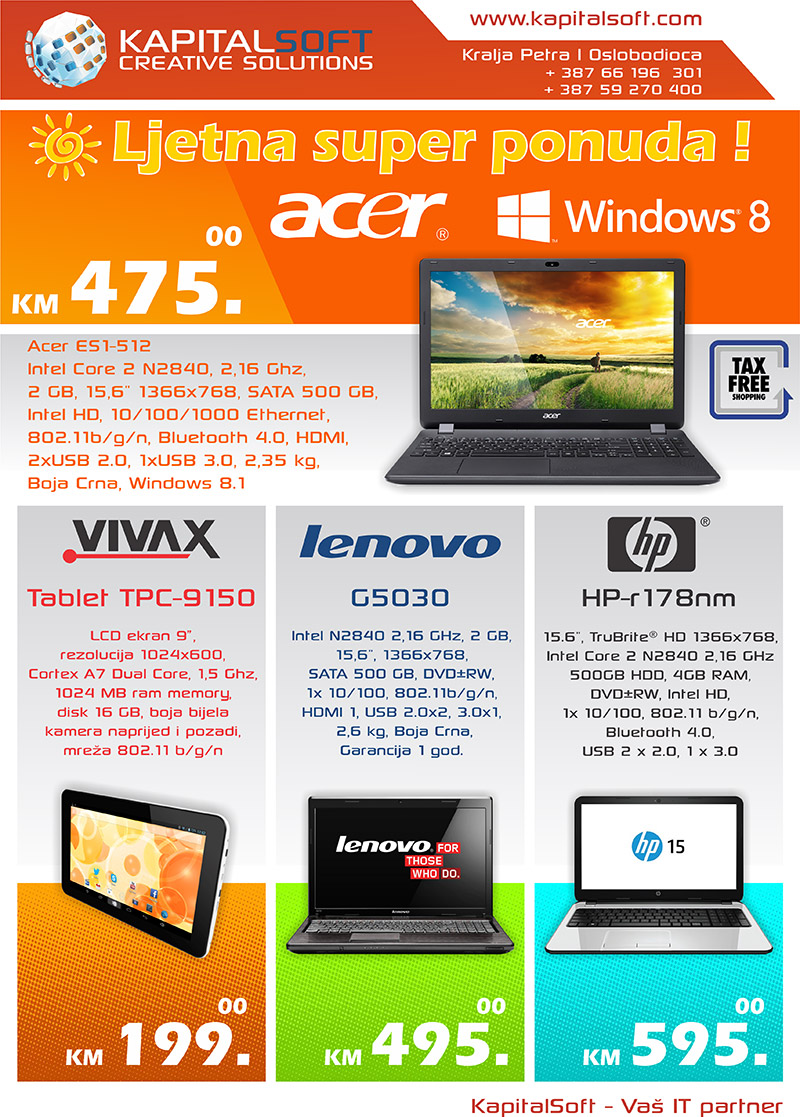 KAPITALSOFT
CREATIVE SOLUTIONS
www.kapitalsoft.com
Kralja Petra I Oslobodioca
+ 387 66 196 301
+ 387 59 270 400
Ljetna super ponuda !
acer®
Windows® 8
KM 475.00
Acer ES1-512
Intel Core 2 N2840, 2,16 Ghz,
2 GB, 15,6" 1366x768, SATA 500 GB,
Intel HD, 10/100/1000 Ethernet,
802.11b/g/n, Bluetooth 4.0, HDMI,
2xUSB 2.0, 1xUSB 3.0, 2,35 kg,
Boja Crna, Windows 8.1
acer
acer
TAX
FREE
SHOPPING
VIVAX
Tablet TPC-9150
LCD ekran 9”,
rezolucija 1024x600,
Cortex A7 Dual Core, 1,5 Ghz,
1024 MB ram memory,
disk 16 GB, boja bijela
kamera naprijed i pozadi,
mreža 802.11 b/g/n
KM 199.00
lenovo
G5030
Intel N2840 2,16 GHz, 2 GB,
15,6", 1366x768,
SATA 500 GB, DVD±RW,
1x 10/100, 802.11b/g/n,
HDMI 1, USB 2.0x2, 3.0x1,
2,6 kg, Boja Crna,
Garancija 1 god.
lenovo® FOR
THOSE
WHO DO.
lenovo
KM 495.00
hp®
HP-r178nm
15.6", TruBrite® HD 1366x768,
Intel Core 2 N2840 2,16 GHz
500GB HDD, 4GB RAM,
DVD±RW, Intel HD,
1x 10/100, 802.11 b/g/n,
Bluetooth 4.0,
USB 2 x 2.0, 1 x 3.0
hp 15
KM 595.00
KapitalSoft - Vaš IT partner